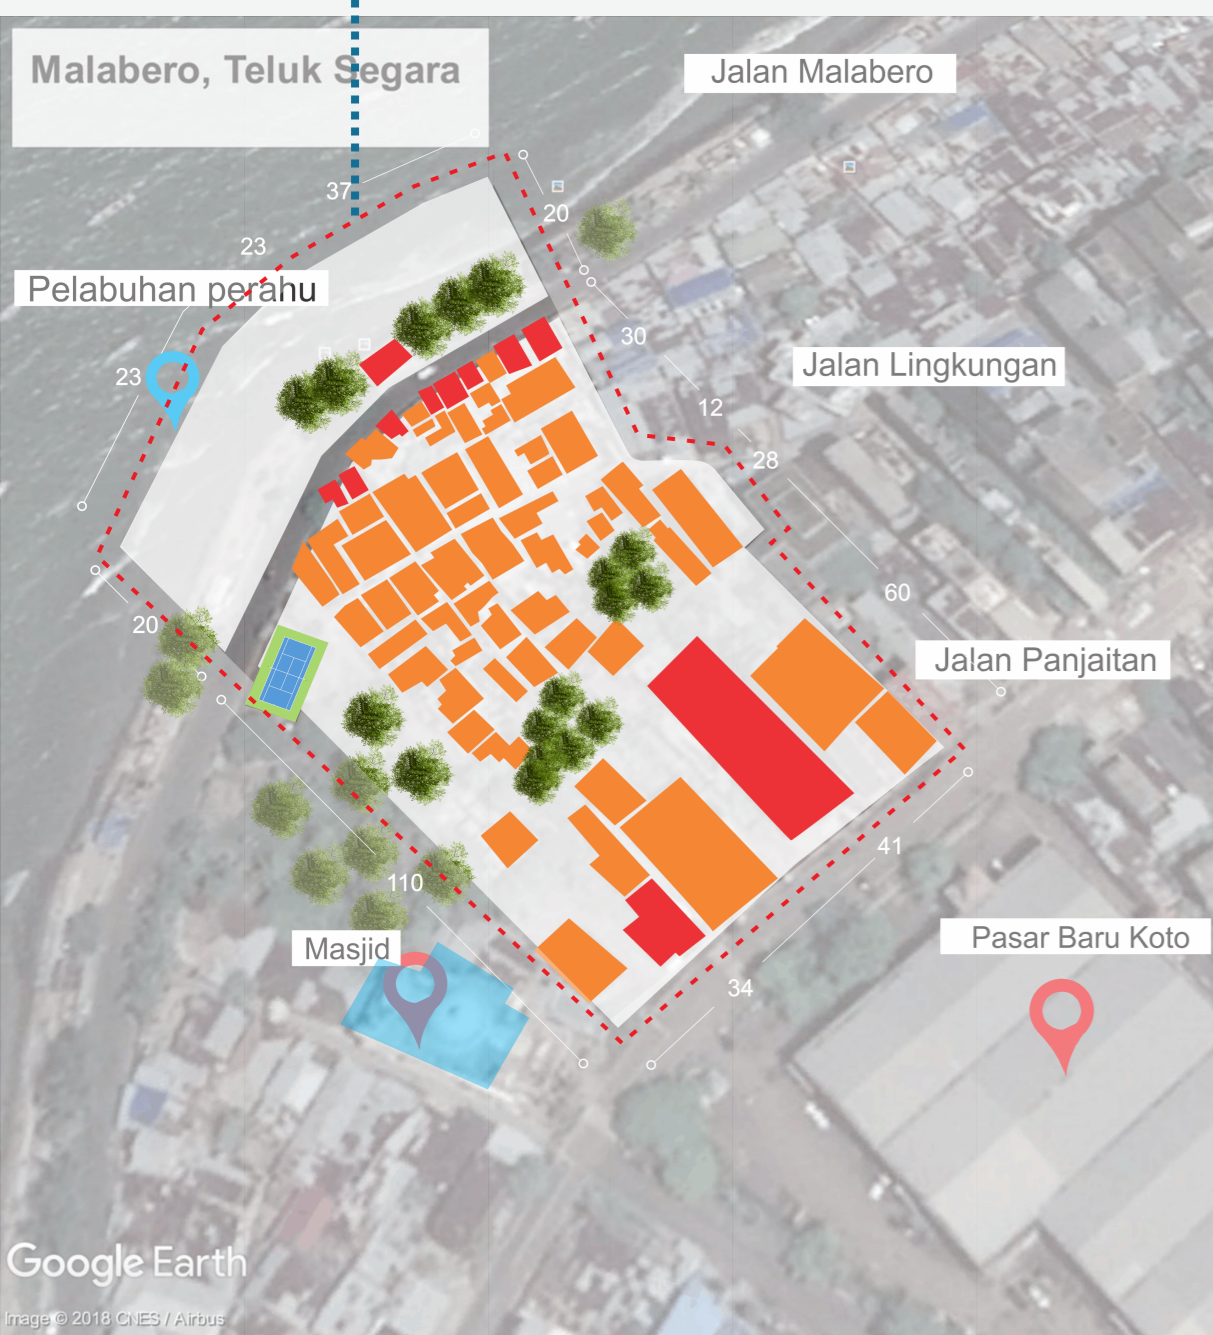 Malabero, Teluk Segara
Jalan Malabero
37
20
23
Pelabuhan perahu
30
Jalan Lingkungan
23
12
28
60
20
Jalan Panjaitan
41
110
Masjid
Pasar Baru Koto
34
Google Earth
Image © 2018 CNES / Airbus